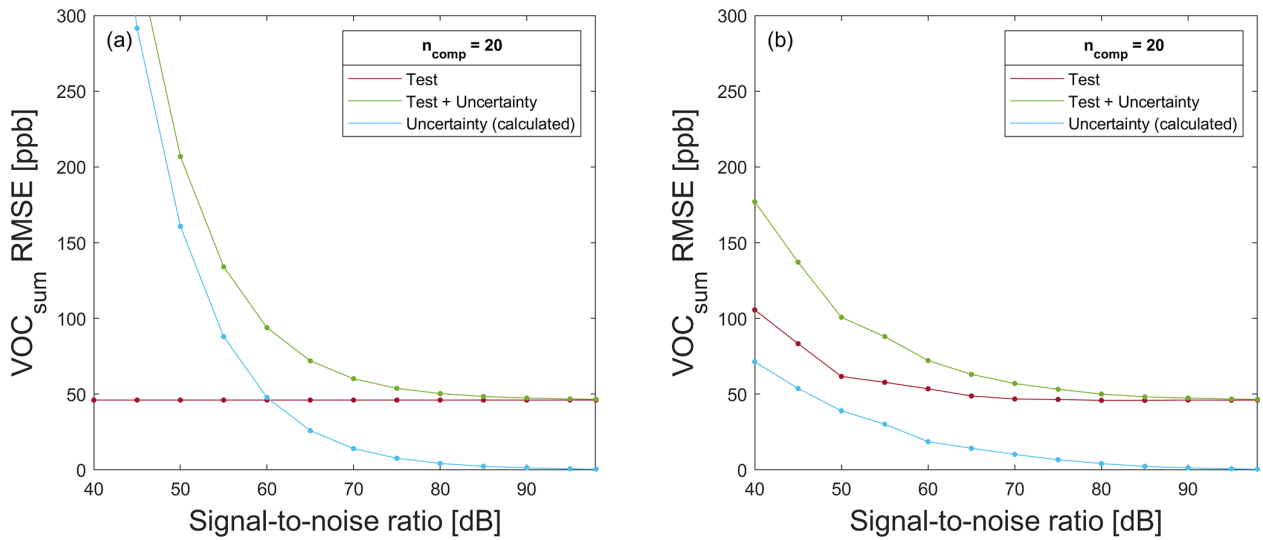 (a)
n_comp = 20
Test
Test + Uncertainty
Uncertainty (calculated)
VOC_sum RMSE [ppb]
300
250
200
150
100
50
0
40 50 60 70 80 90
Signal-to-noise ratio [dB]
(b)
n_comp = 20
Test
Test + Uncertainty
Uncertainty (calculated)
VOC_sum RMSE [ppb]
300
250
200
150
100
50
0
40 50 60 70 80 90
Signal-to-noise ratio [dB]